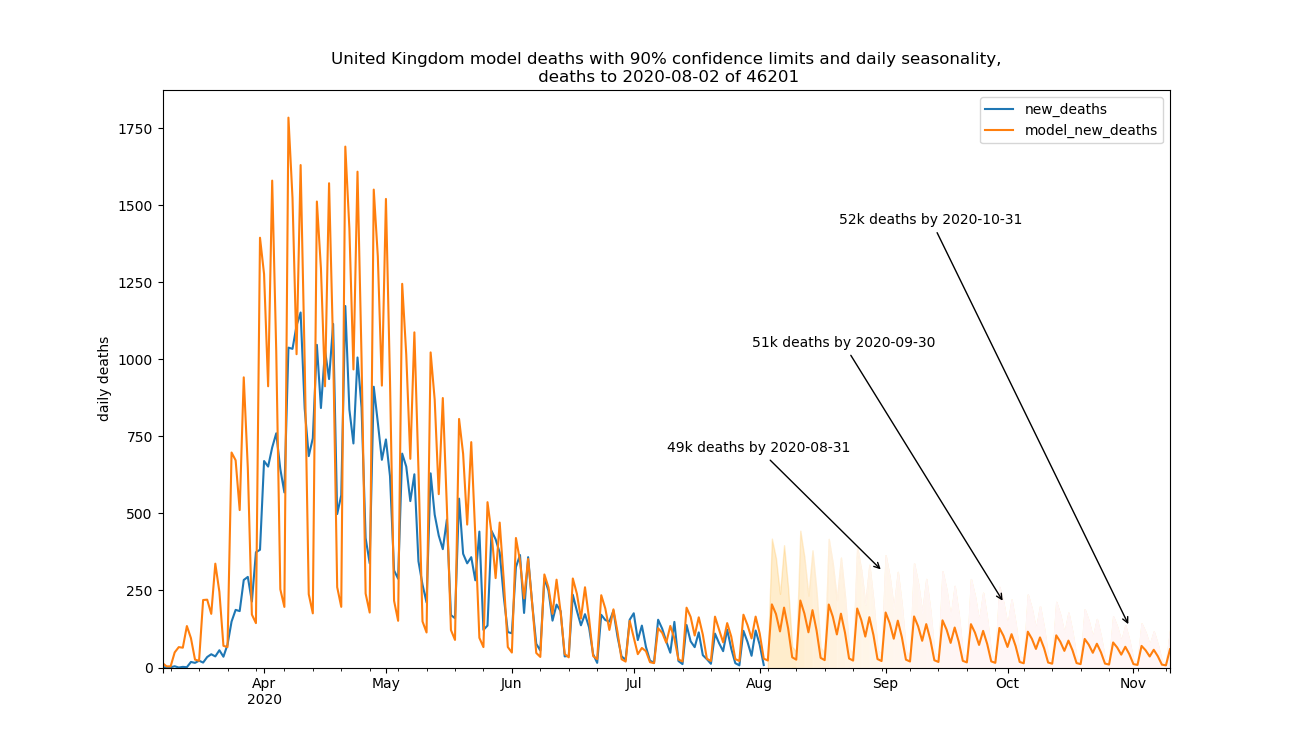 United Kingdom model deaths with 90% confidence limits and daily seasonality,
deaths to 2020-08-02 of 46201
new_deaths
model_new_deaths
1750
1500
1250
1000
750
500
250
0
daily deaths
52k deaths by 2020-10-31
51k deaths by 2020-09-30
49k deaths by 2020-08-31
Apr
2020
May
Jun
Jul
Aug
Sep
Oct
Nov